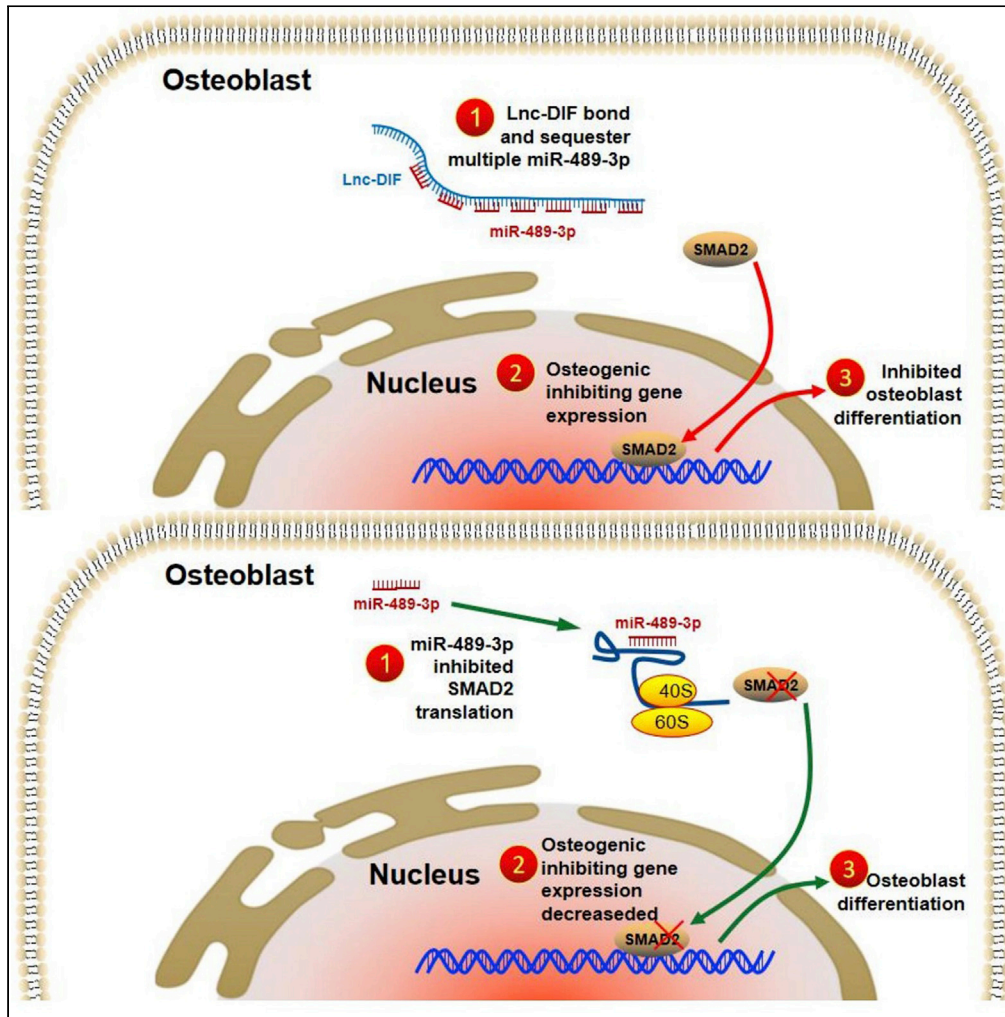 Osteoblast
1
Lnc-DIF bond
and sequester
multiple miR-489-3p
Lnc-DIF
miR-489-3p
SMAD2
Nucleus
2
Osteogenic
inhibiting gene
expression
3
Inhibited
osteoblast
differentiation
SMAD2
Osteoblast
miR-489-3p
miR-489-3p
1
miR-489-3p
inhibited
SMAD2
translation
40S
60S
SMAD2
Nucleus
2
Osteogenic
inhibiting gene
expression
decreaseded
3
Osteoblast
differentiation
SMAD2